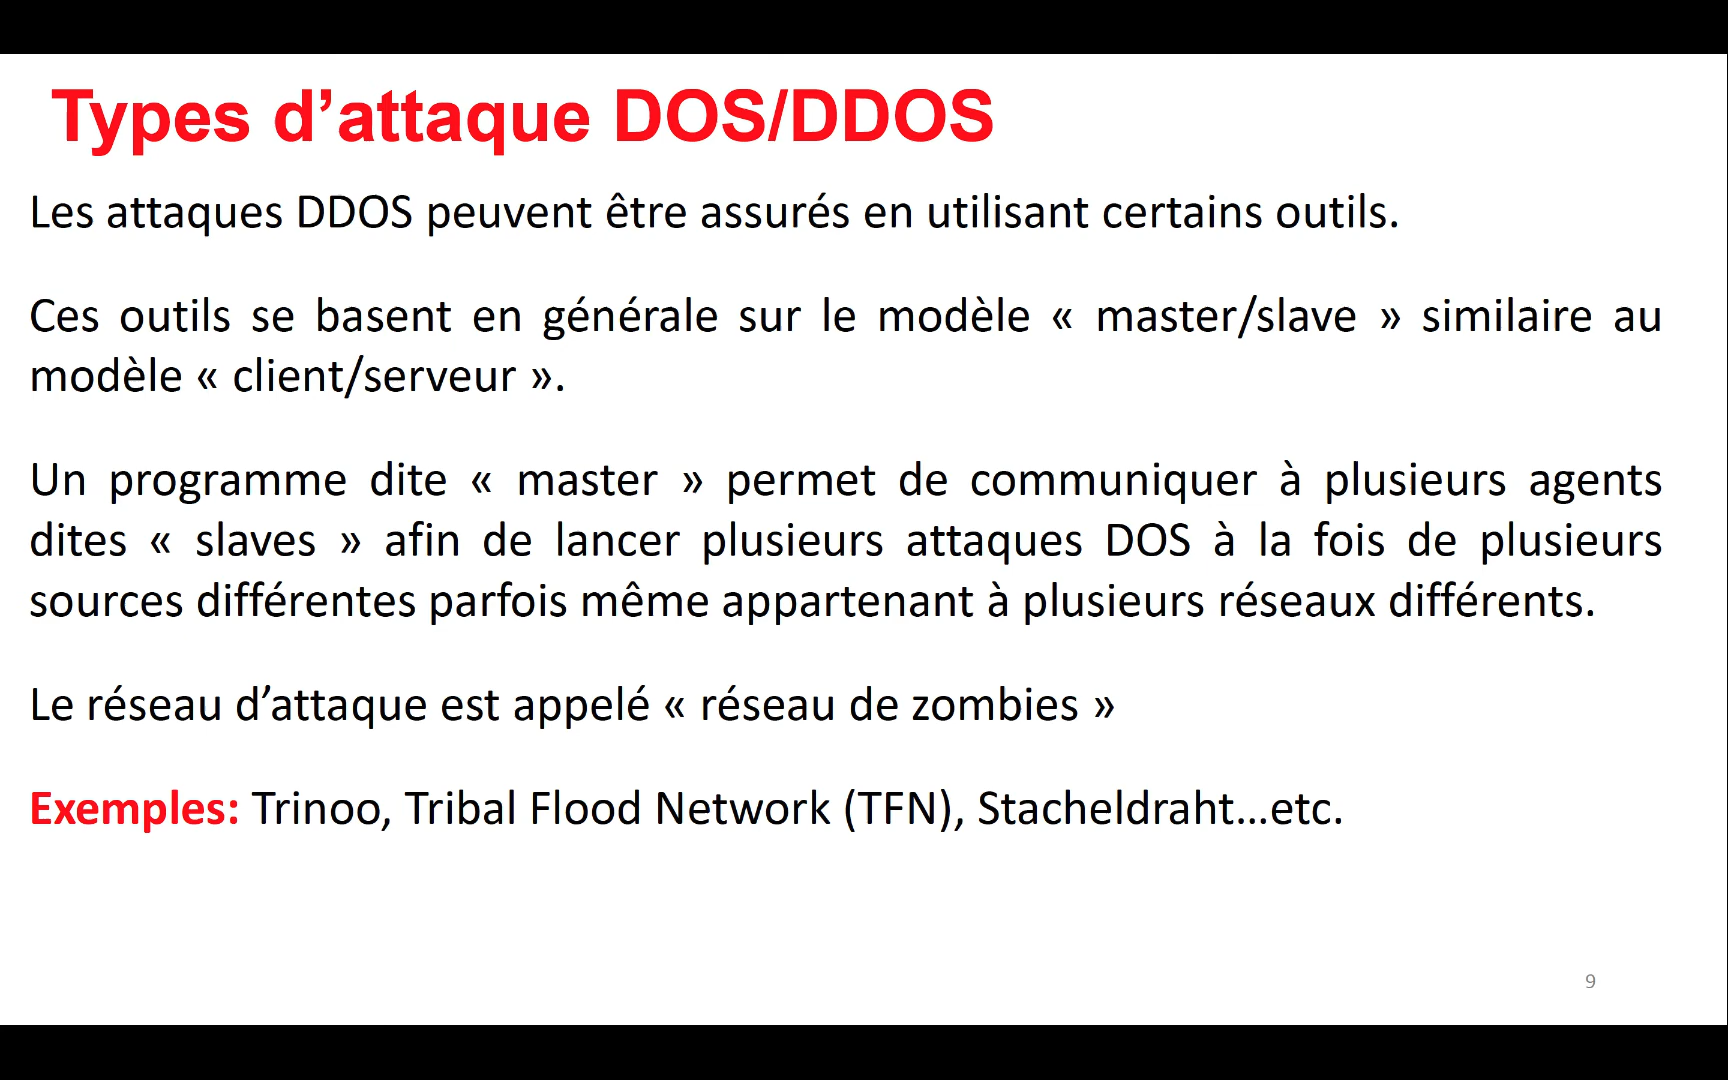 Types d’attaque DOS/DDOS
Les attaques DDOS peuvent être assurés en utilisant certains outils.
Ces outils se basent en générale sur le modèle « master/slave » similaire au
modèle « client/serveur ».
Un programme dite « master » permet de communiquer à plusieurs agents
dites « slaves » afin de lancer plusieurs attaques DOS à la fois de plusieurs
sources différentes parfois même appartenant à plusieurs réseaux différents.
Le réseau d’attaque est appelé « réseau de zombies »
Exemples: Trinoo, Tribal Flood Network (TFN), Stacheldraht…etc.
9